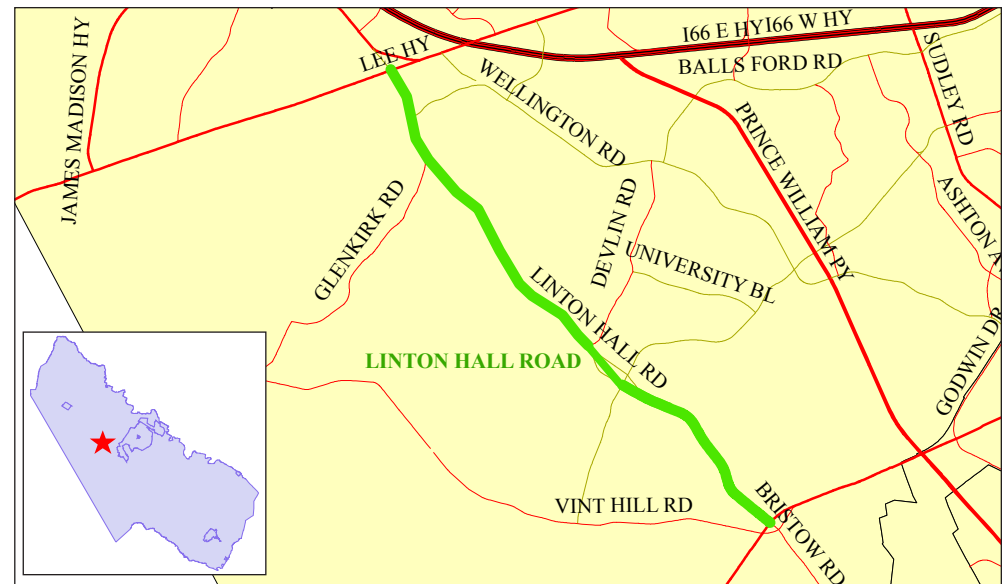 I66 E HY
I66 W HY
LEE HY
BALLS FORD RD
JAMES MADISON HY
WELLINGTON RD
SUDLEY RD
PRINCE WILLIAM PY
ASHTON A
GLENKIRK RD
DEVLIN RD
UNIVERSITY BL
LINTON HALL RD
LINTON HALL ROAD
GODWIN DR
VINT HILL RD
BRISTOW RD